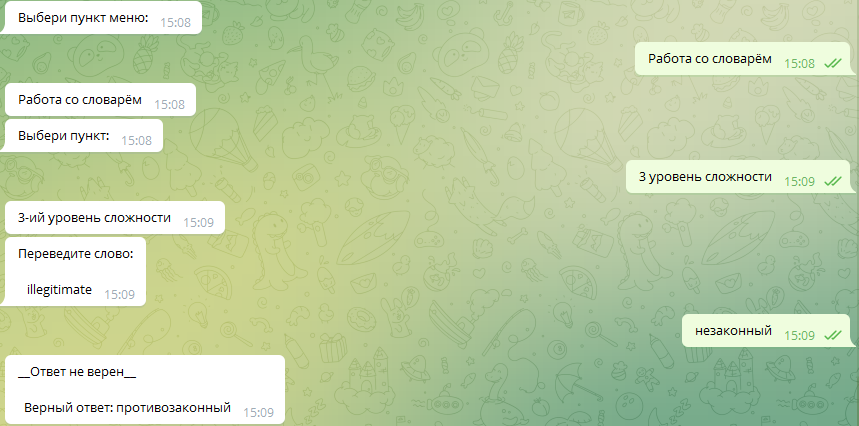 Выбери пункт меню: 15:08
Работа со словарём 15:08
Работа со словарём 15:08
Выбери пункт: 15:08
3 уровень сложности 15:09
3-ий уровень сложности 15:09
Переведите слово:
illegitimate 15:09
незаконный 15:09
__Ответ не верен__
Верный ответ: противозаконный 15:09